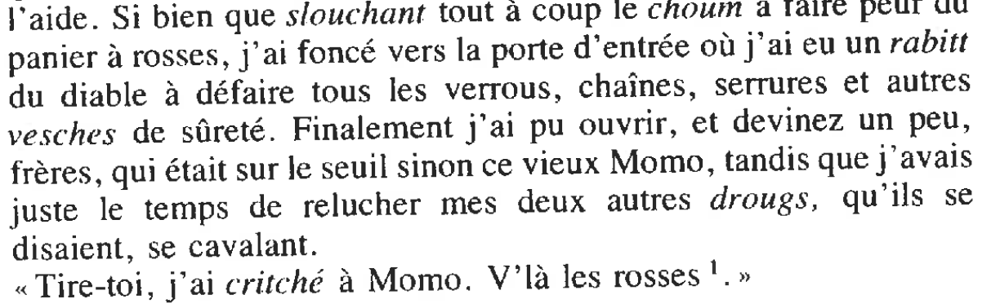 l'aide. Si bien que slouchant tout à coup le choum à faire peur du
panier à rosses, j'ai foncé vers la porte d'entrée où j'ai eu un rabitt
du diable à défaire tous les verrous, chaînes, serrures et autres
vesches de sûreté. Finalement j'ai pu ouvrir, et devinez un peu,
frères, qui était sur le seuil sinon ce vieux Momo, tandis que j'avais
juste le temps de relucher mes deux autres drougs, qu'ils se
disaient, se cavalant.
« Tire-toi, j'ai critché à Momo. V'là les rosses ¹. »